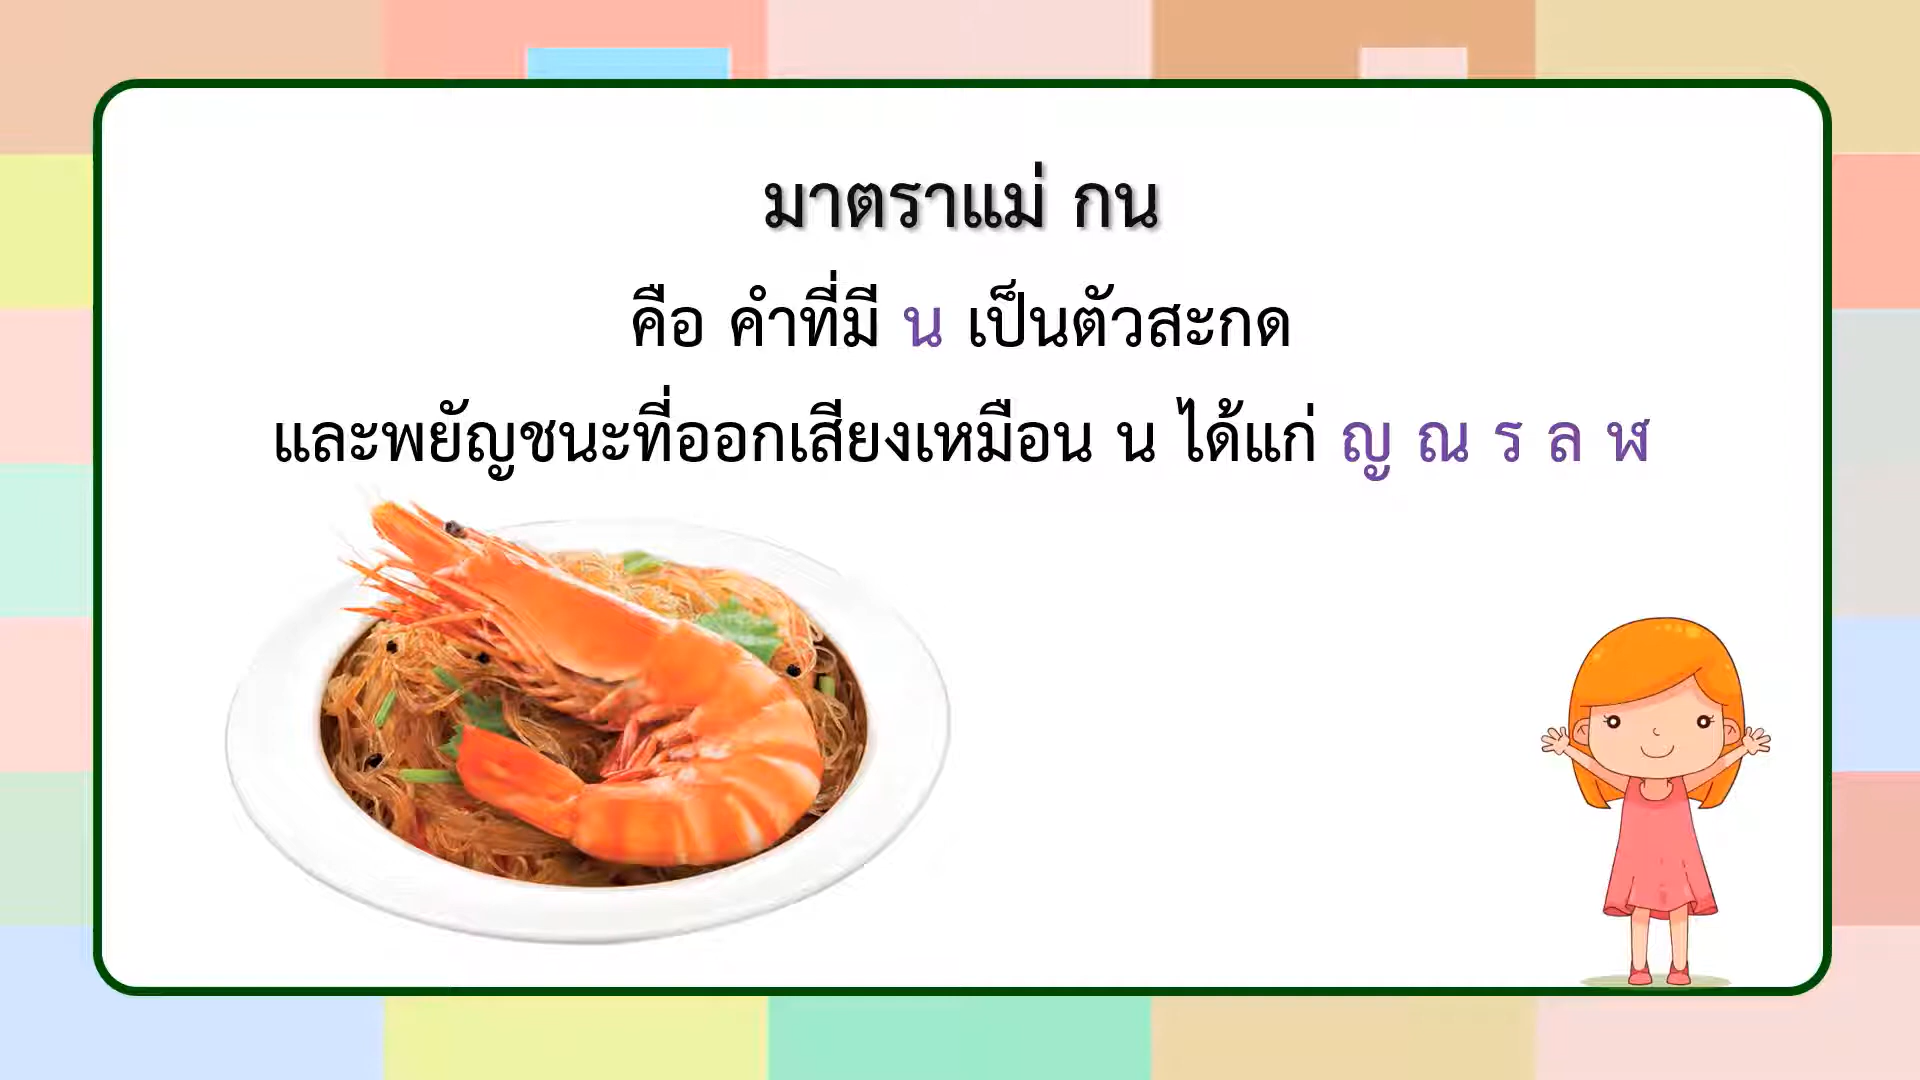 มาตราแม่ กน
คือ คำที่มี น เป็นตัวสะกด
และพยัญชนะที่ออกเสียงเหมือน น ได้แก่ ญ ณ ร ล ฬ